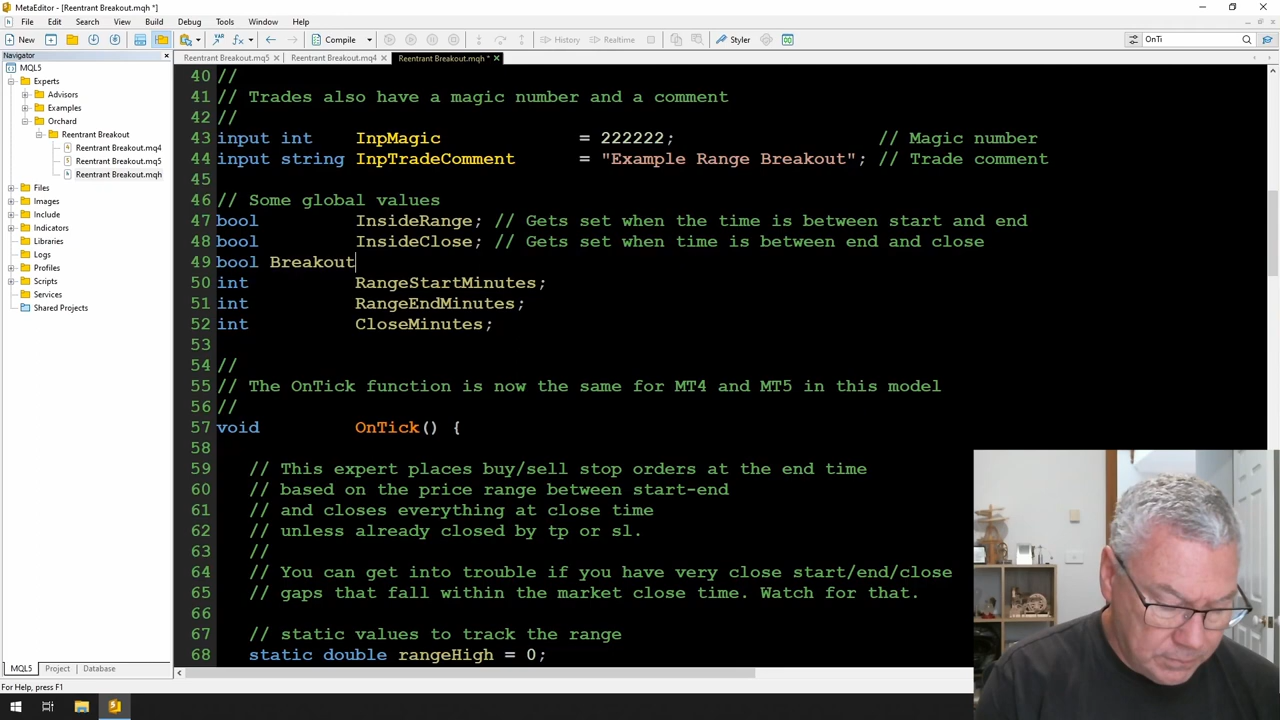 MetaEditor - [Reentrant Breakout.mqh *]
File Edit Search View Build Debug Tools Window Help
New Compile History Realtime Styler OnTi
Navigator
Reentrant Breakout.mq5 Reentrant Breakout.mq4 Reentrant Breakout.mqh *
MQL5
Experts
Advisors
Examples
Orchard
Reentrant Breakout
Reentrant Breakout.mq4
Reentrant Breakout.mq5
Reentrant Breakout.mqh
Files
Images
Include
Indicators
Libraries
Logs
Profiles
Scripts
Services
Shared Projects
40 //
41 // Trades also have a magic number and a comment
42 //
43 input int InpMagic = 222222; // Magic number
44 input string InpTradeComment = "Example Range Breakout"; // Trade comment
45
46 // Some global values
47 bool InsideRange; // Gets set when the time is between start and end
48 bool InsideClose; // Gets set when time is between end and close
49 bool Breakout
50 int RangeStartMinutes;
51 int RangeEndMinutes;
52 int CloseMinutes;
53
54 //
55 // The OnTick function is now the same for MT4 and MT5 in this model
56 //
57 void OnTick() {
58
59 // This expert places buy/sell stop orders at the end time
60 // based on the price range between start-end
61 // and closes everything at close time
62 // unless already closed by tp or sl.
63 //
64 // You can get into trouble if you have very close start/end/close
65 // gaps that fall within the market close time. Watch for that.
66
67 // static values to track the range
68 static double rangeHigh = 0;
MQL5 Project Database
For Help, press F1